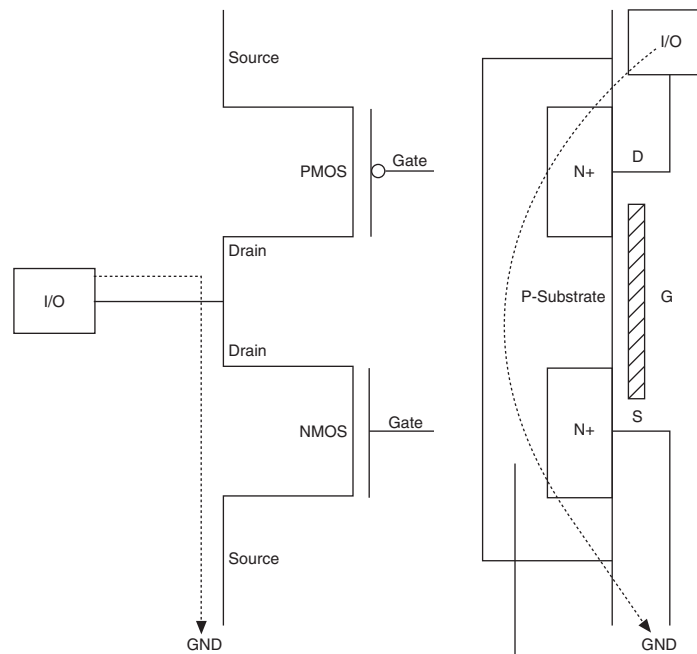 Source
PMOS
Gate
Drain
I/O
Drain
NMOS
Gate
Source
GND
I/O
N+
D
P-Substrate
G
N+
S
GND